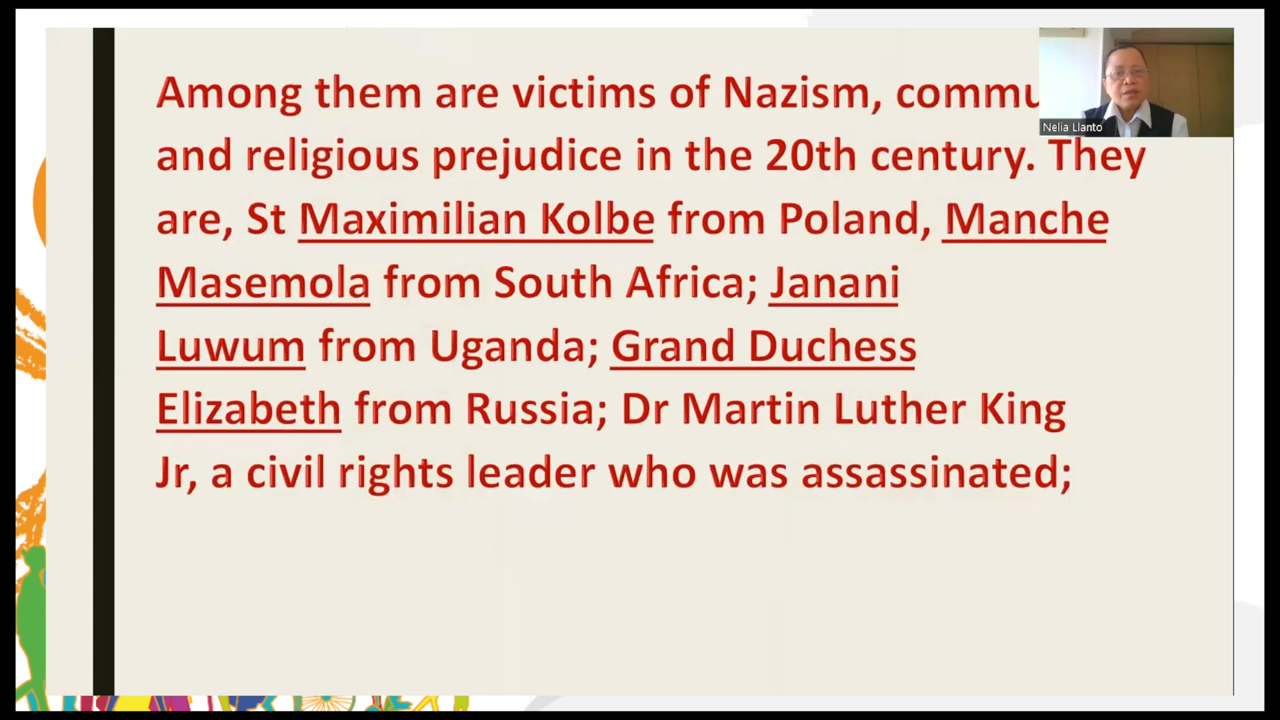 Among them are victims of Nazism, commu
and religious prejudice in the 20th century. They
are, St Maximilian Kolbe from Poland, Manche
Masemola from South Africa; Janani
Luwum from Uganda; Grand Duchess
Elizabeth from Russia; Dr Martin Luther King
Jr, a civil rights leader who was assassinated;
Nelia Llanto